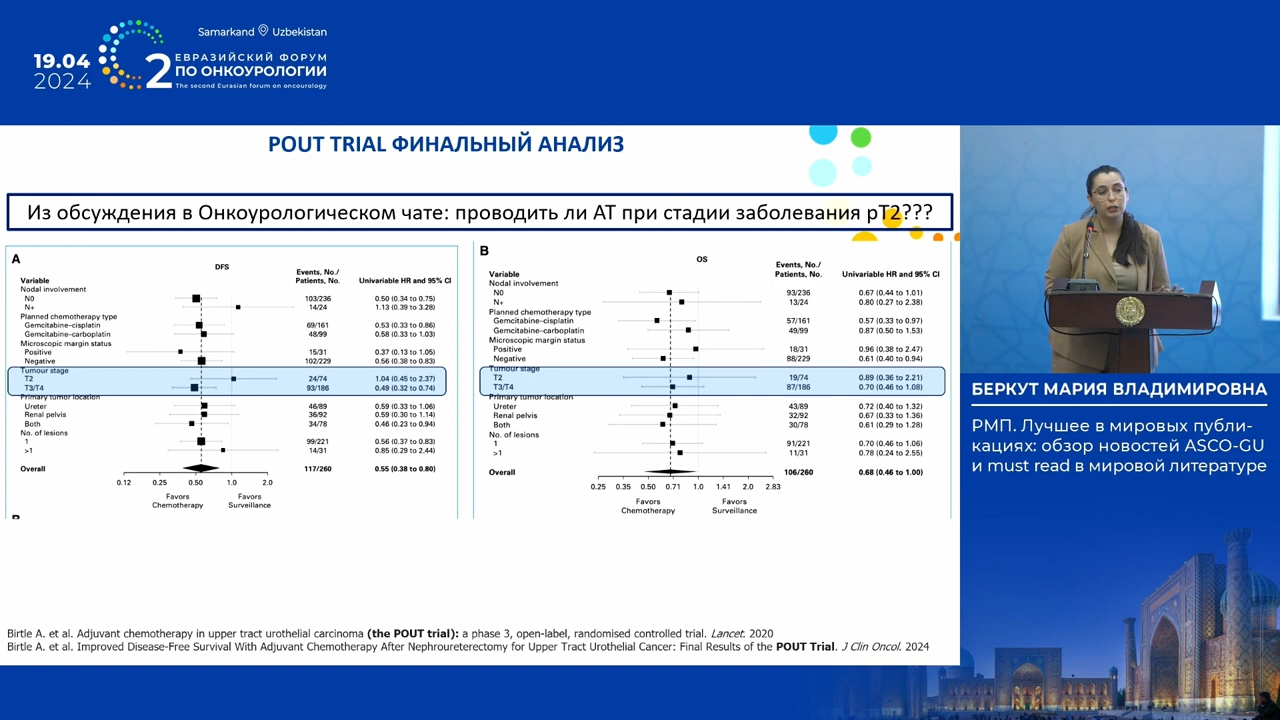 Samarkand Uzbekistan
19.04
2024
2
ЕВРАЗИЙСКИЙ ФОРУМ
ПО ОНКОУРОЛОГИИ
The second Eurasian forum on oncourology
POUT TRIAL ФИНАЛЬНЫЙ АНАЛИЗ
Из обсуждения в Онкоурологическом чате: проводить ли АТ при стадии заболевания pT2???
A
DFS
Variable Events, No./ Patients, No. Univariable HR and 95% CI
Nodal involvement
N0 103/236 0.50 (0.34 to 0.75)
N+ 14/24 1.13 (0.39 to 3.28)
Planned chemotherapy type
Gemcitabine–cisplatin 69/161 0.53 (0.33 to 0.86)
Gemcitabine–carboplatin 48/99 0.58 (0.33 to 1.03)
Microscopic margin status
Positive 15/31 0.37 (0.13 to 1.05)
Negative 102/229 0.56 (0.38 to 0.83)
Tumour stage
T2 24/74 1.04 (0.45 to 2.37)
T3/T4 93/186 0.49 (0.32 to 0.74)
Primary tumor location
Ureter 46/89 0.59 (0.33 to 1.06)
Renal pelvis 36/92 0.59 (0.30 to 1.14)
Both 34/78 0.46 (0.23 to 0.94)
No. of lesions
1 99/221 0.56 (0.37 to 0.83)
>1 14/31 0.85 (0.29 to 2.44)
Overall 117/260 0.55 (0.38 to 0.80)
0.12 0.25 0.50 1.0 2.0
Favors Chemotherapy Favors Surveillance
B
OS
Variable Events, No./ Patients, No. Univariable HR and 95% CI
Nodal involvement
N0 93/236 0.67 (0.44 to 1.01)
N+ 13/24 0.80 (0.27 to 2.38)
Planned chemotherapy type
Gemcitabine–cisplatin 57/161 0.57 (0.33 to 0.97)
Gemcitabine–carboplatin 49/99 0.87 (0.50 to 1.53)
Microscopic margin status
Positive 18/31 0.96 (0.38 to 2.47)
Negative 88/229 0.61 (0.40 to 0.94)
Tumour stage
T2 19/74 0.89 (0.36 to 2.21)
T3/T4 87/186 0.70 (0.46 to 1.08)
Primary tumor location
Ureter 43/89 0.72 (0.40 to 1.32)
Renal pelvis 32/92 0.67 (0.33 to 1.36)
Both 30/78 0.61 (0.29 to 1.28)
No. of lesions
1 91/221 0.70 (0.46 to 1.06)
>1 11/31 0.78 (0.24 to 2.55)
Overall 106/260 0.68 (0.46 to 1.00)
0.25 0.35 0.50 0.71 1.0 1.41 2.0 2.83
Favors Chemotherapy Favors Surveillance
Birtle A. et al. Adjuvant chemotherapy in upper tract urothelial carcinoma (the POUT trial): a phase 3, open-label, randomised controlled trial. Lancet. 2020
Birtle A. et al. Improved Disease-Free Survival With Adjuvant Chemotherapy After Nephroureterectomy for Upper Tract Urothelial Cancer: Final Results of the POUT Trial. J Clin Oncol. 2024
БЕРКУТ МАРИЯ ВЛАДИМИРОВНА
РМП. Лучшее в мировых публи-
кациях: обзор новостей ASCO-GU
и must read в мировой литературе